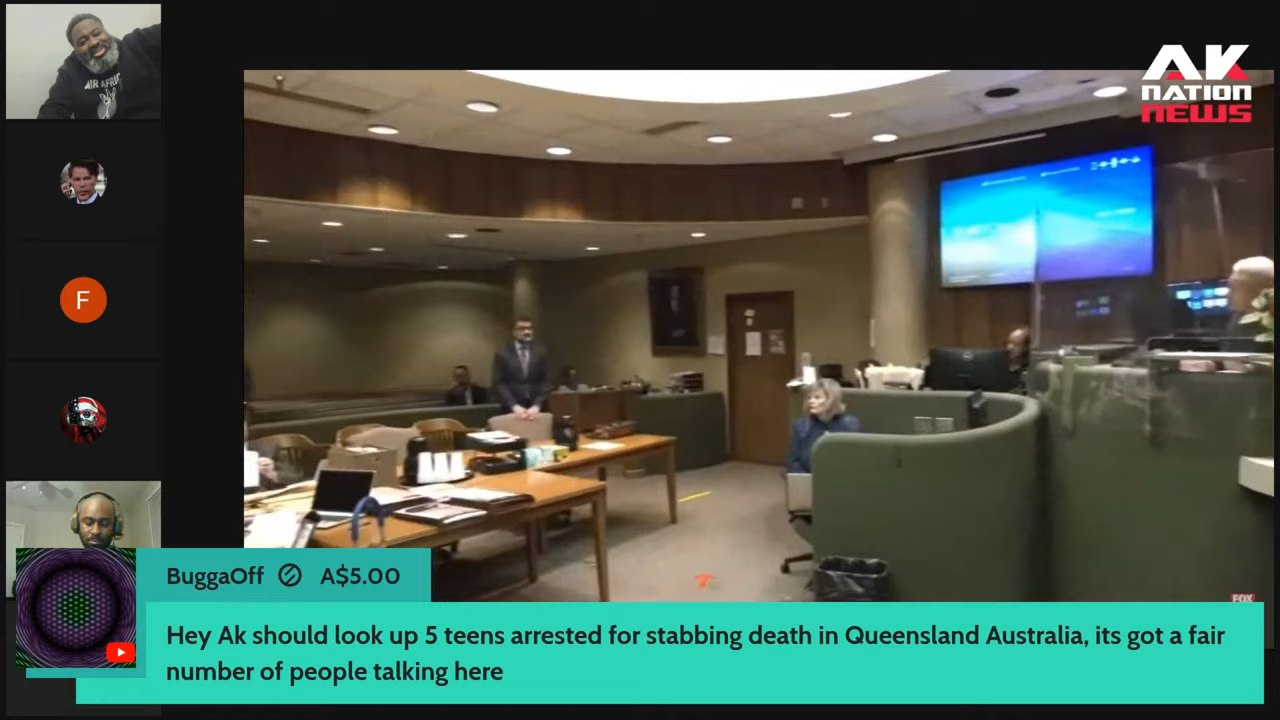 AIR AFRIC
AK
NATION
NEWS
F
FOX
BuggaOff A$5.00
Hey Ak should look up 5 teens arrested for stabbing death in Queensland Australia, its got a fair
number of people talking here